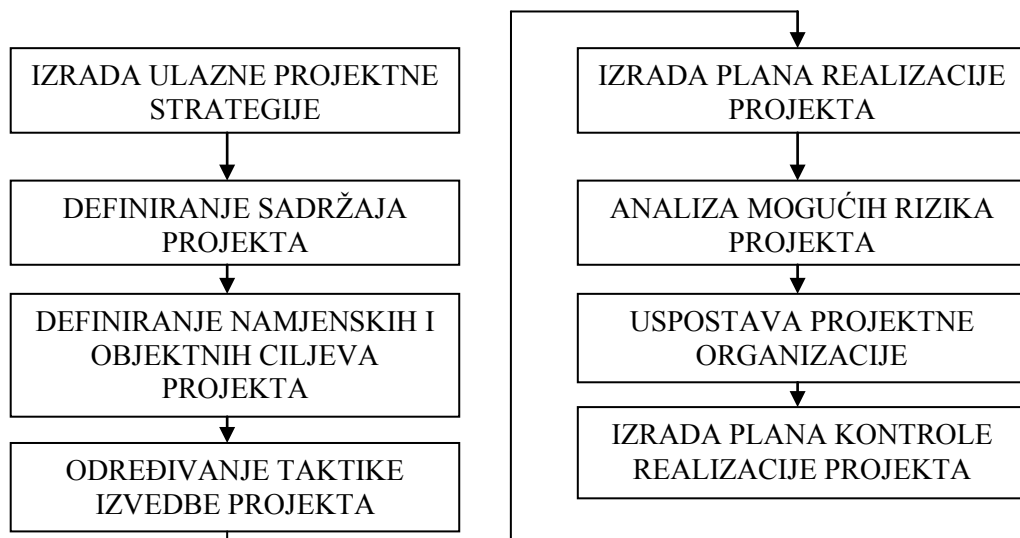 IZRADA ULAZNE PROJEKTNE
STRATEGIJE
DEFINIRANJE SADRŽAJA
PROJEKTA
DEFINIRANJE NAMJENSKIH I
OBJEKTNIH CILJEVA
PROJEKTA
ODREĐIVANJE TAKTIKE
IZVEDBE PROJEKTA
IZRADA PLANA REALIZACIJE
PROJEKTA
ANALIZA MOGUĆIH RIZIKA
PROJEKTA
USPOSTAVA PROJEKTNE
ORGANIZACIJE
IZRADA PLANA KONTROLE
REALIZACIJE PROJEKTA